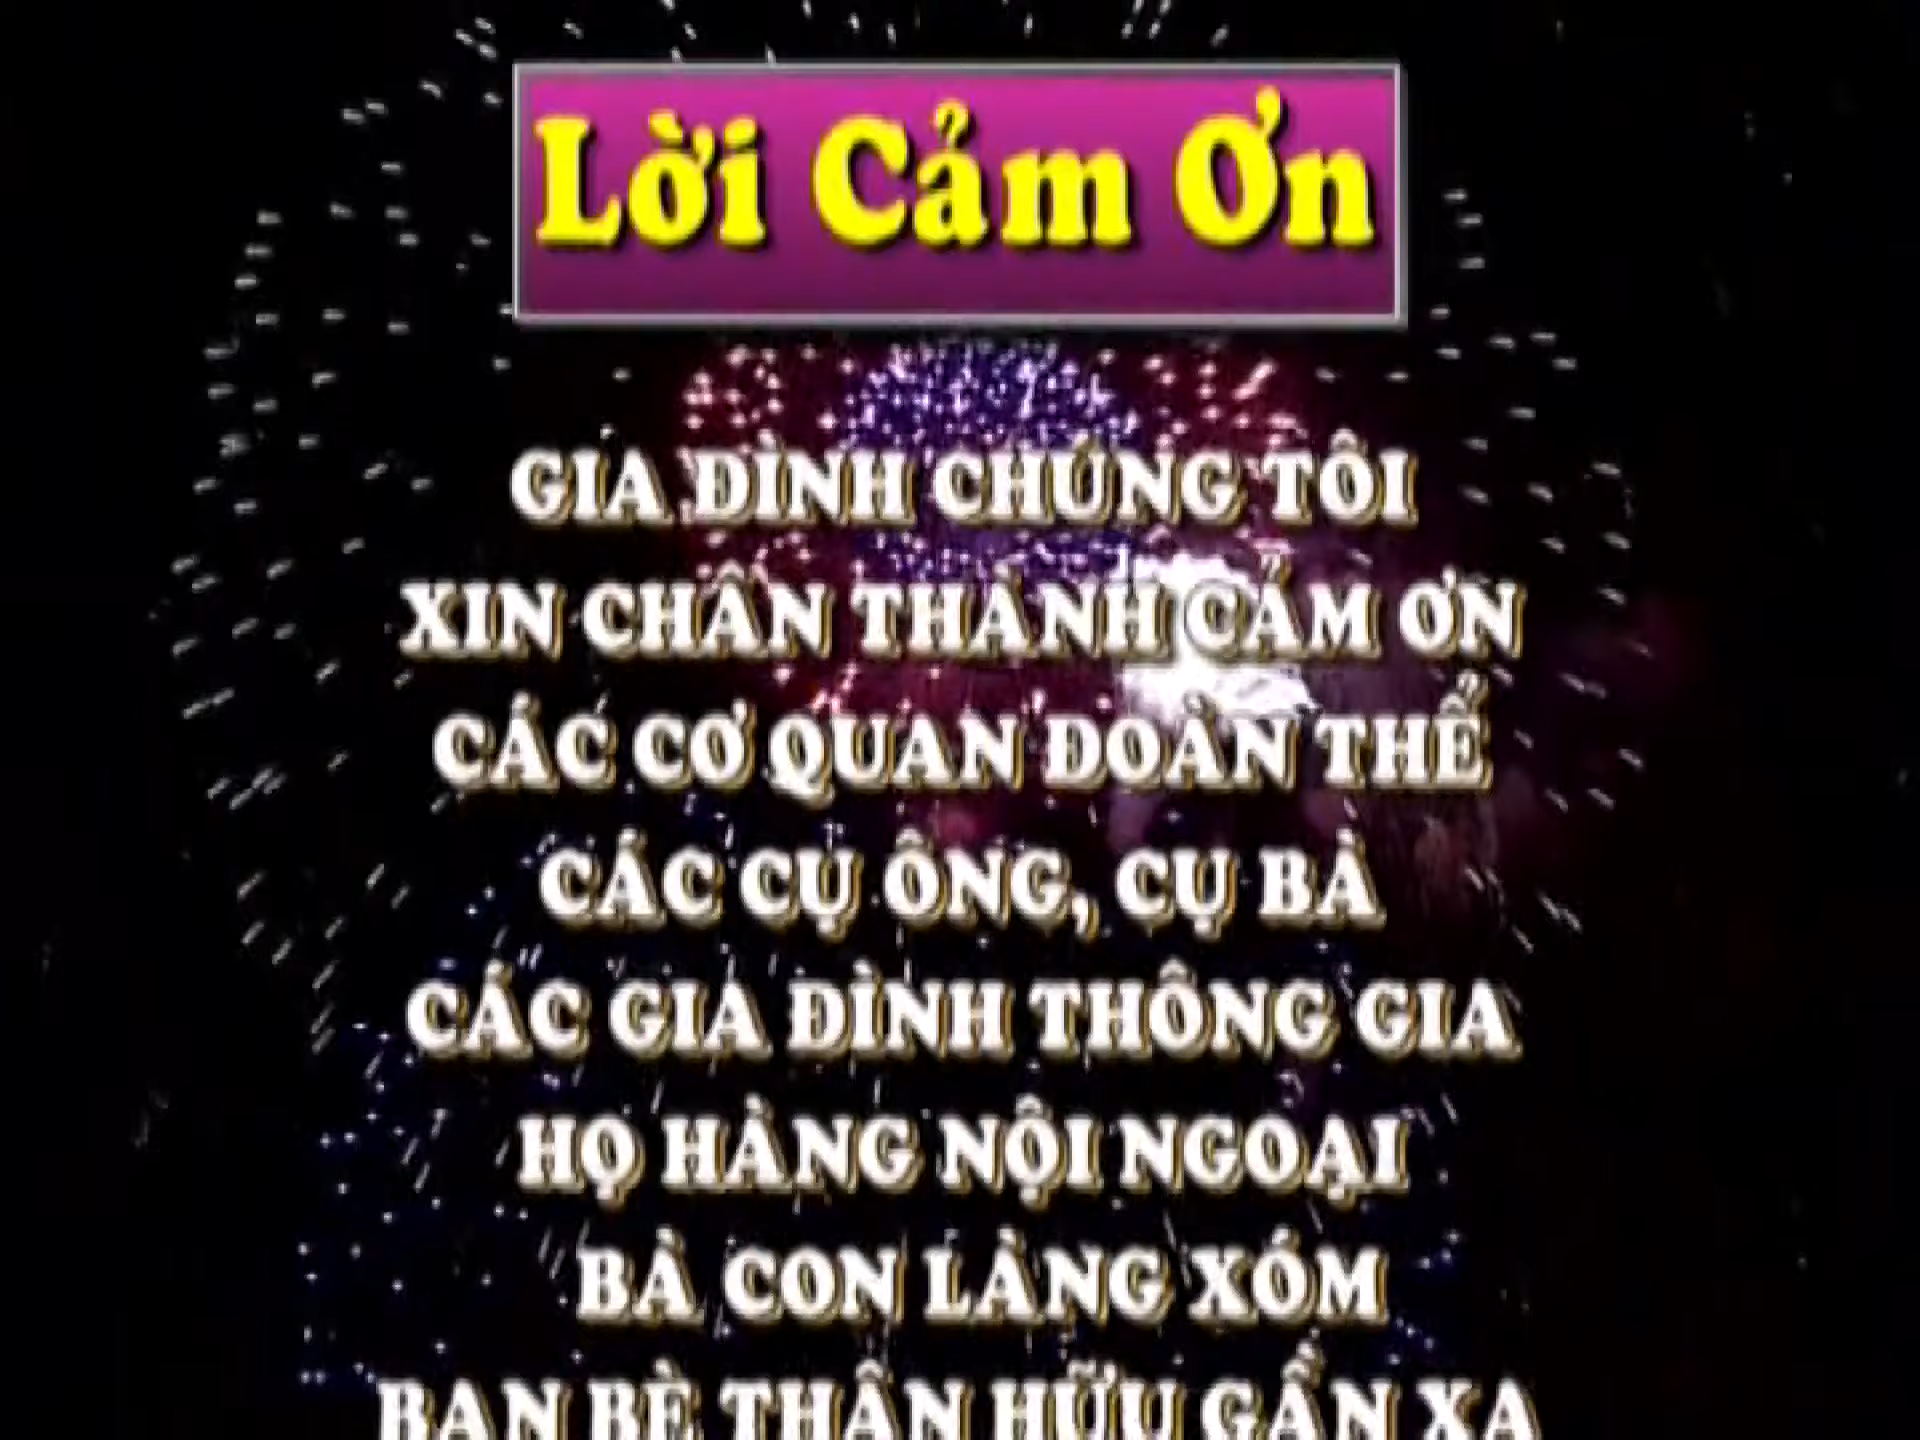 Lời Cảm Ơn
GIA ĐÌNH CHÚNG TÔI
XIN CHÂN THÀNH CẢM ƠN
CÁC CƠ QUAN ĐOÀN THỂ
CÁC CỤ ÔNG, CỤ BÀ
CÁC GIA ĐÌNH THÔNG GIA
HỌ HÀNG NỘI NGOẠI
BÀ CON LÀNG XÓM
BẠN BÈ THÂN HỮU GẦN XA